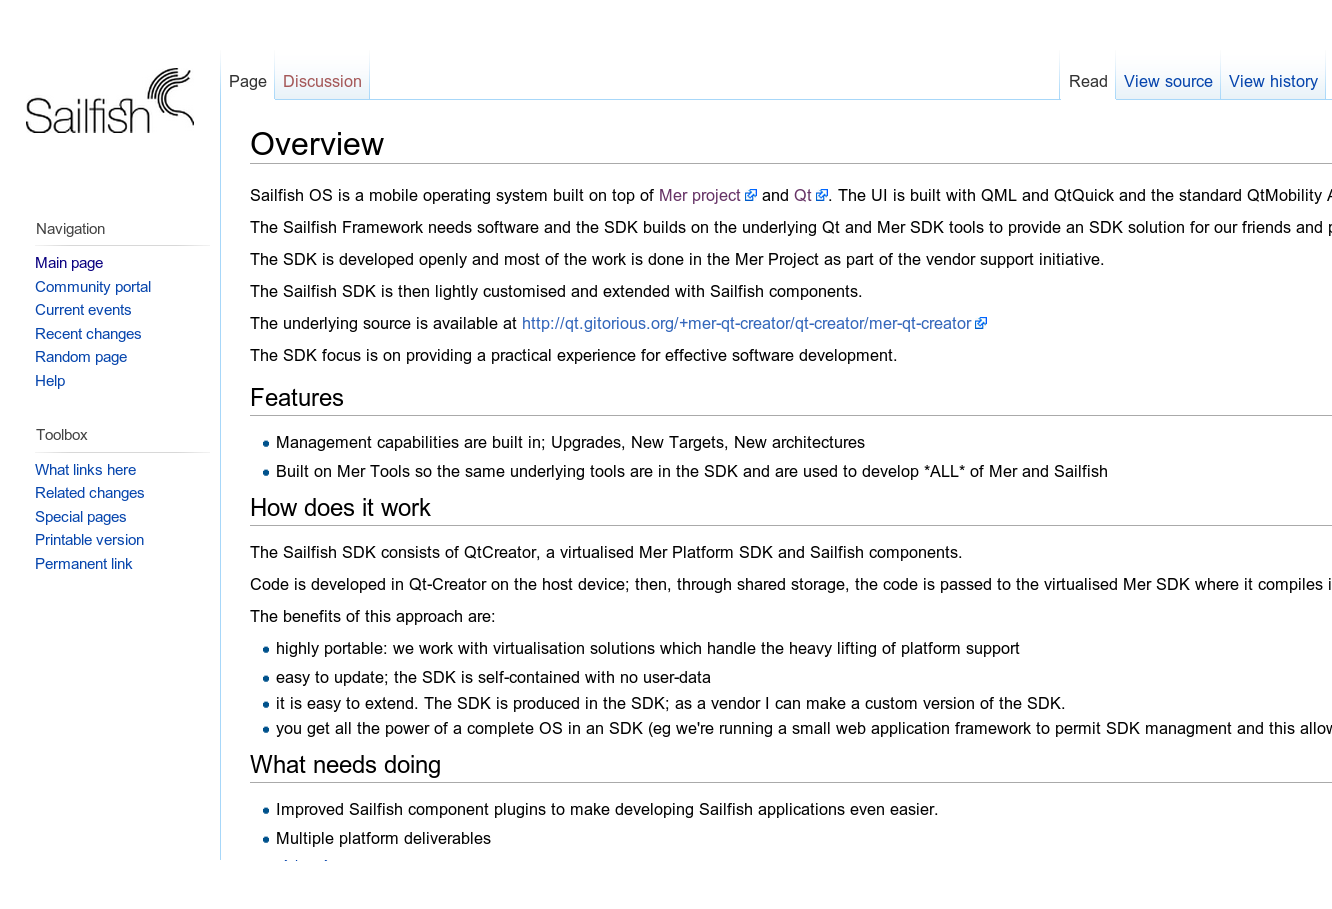 Sailfish
Page Discussion Read View source View history
Overview
Sailfish OS is a mobile operating system built on top of Mer project and Qt. The UI is built with QML and QtQuick and the standard QtMobility
The Sailfish Framework needs software and the SDK builds on the underlying Qt and Mer SDK tools to provide an SDK solution for our friends and
The SDK is developed openly and most of the work is done in the Mer Project as part of the vendor support initiative.
The Sailfish SDK is then lightly customised and extended with Sailfish components.
The underlying source is available at http://qt.gitorious.org/+mer-qt-creator/qt-creator/mer-qt-creator
The SDK focus is on providing a practical experience for effective software development.
Features
Management capabilities are built in; Upgrades, New Targets, New architectures
Built on Mer Tools so the same underlying tools are in the SDK and are used to develop *ALL* of Mer and Sailfish
How does it work
The Sailfish SDK consists of QtCreator, a virtualised Mer Platform SDK and Sailfish components.
Code is developed in Qt-Creator on the host device; then, through shared storage, the code is passed to the virtualised Mer SDK where it compiles
The benefits of this approach are:
highly portable: we work with virtualisation solutions which handle the heavy lifting of platform support
easy to update; the SDK is self-contained with no user-data
it is easy to extend. The SDK is produced in the SDK; as a vendor I can make a custom version of the SDK.
you get all the power of a complete OS in an SDK (eg we're running a small web application framework to permit SDK managment and this
What needs doing
Improved Sailfish component plugins to make developing Sailfish applications even easier.
Multiple platform deliverables
Navigation
Main page
Community portal
Current events
Recent changes
Random page
Help
Toolbox
What links here
Related changes
Special pages
Printable version
Permanent link